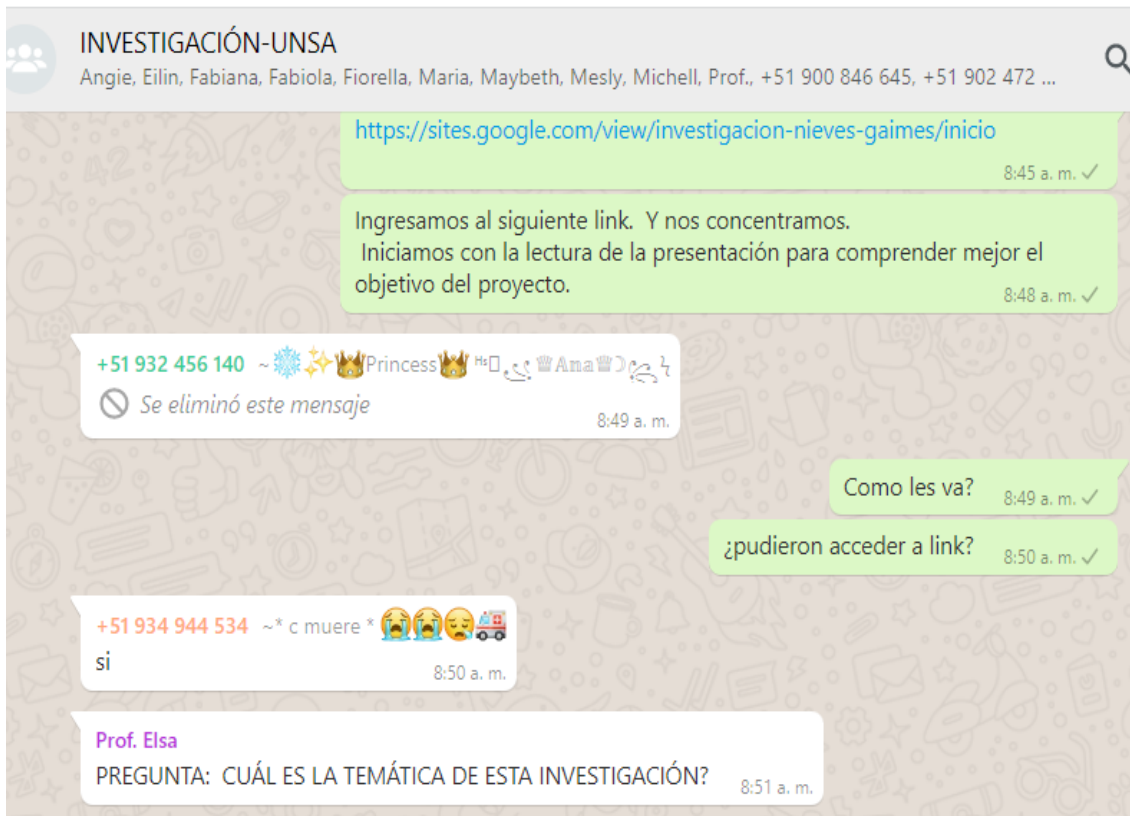 INVESTIGACIÓN-UNSA
Angie, Eilin, Fabiana, Fabiola, Fiorella, Maria, Maybeth, Mesly, Michell, Prof., +51 900 846 645, +51 902 472 ...
https://sites.google.com/view/investigacion-nieves-gaimes/inicio
8:45 a. m.
Ingresamos al siguiente link. Y nos concentramos.
Iniciamos con la lectura de la presentación para comprender mejor el
objetivo del proyecto.
8:48 a. m.
+51 932 456 140 ~❄️✨👑Princess👑 ᴴˢ ♕𝔸𝕟𝕒♕
Se eliminó este mensaje
8:49 a. m.
Como les va?
8:49 a. m.
¿pudieron acceder a link?
8:50 a. m.
+51 934 944 534 ~* c muere * 😭😭😪🚑
si
8:50 a. m.
Prof. Elsa
PREGUNTA: CUÁL ES LA TEMÁTICA DE ESTA INVESTIGACIÓN?
8:51 a. m.